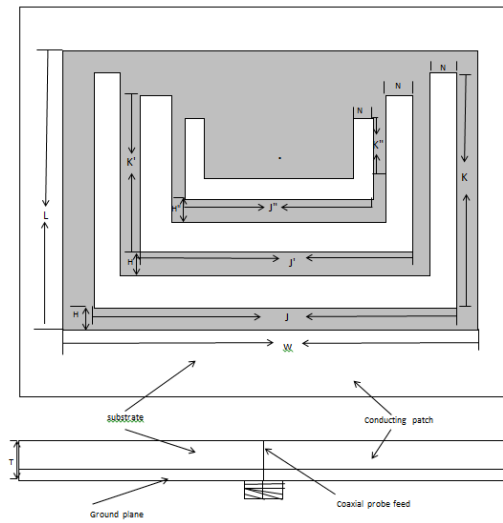 N
N
N
K"
K'
K
L
H"
J"
H
J'
H
J
W
substrate
Conducting patch
T
Ground plane
Coaxial probe feed